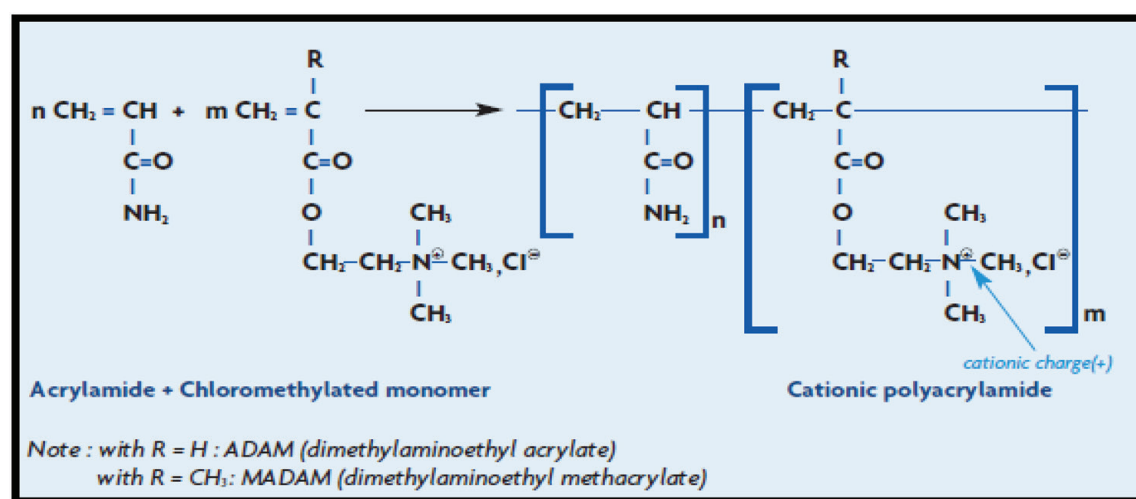 R R
n CH₂ = CH + m CH₂ = C CH₂ CH CH₂ C
C=O C=O C=O C=O
NH₂ O CH₃ NH₂ n O CH₃
CH₂ CH₂ N⊕ CH₃,Cl⊖ CH₂ CH₂ N⊕ CH₃,Cl⊖
CH₃ CH₃ m
cationic charge(+)
Acrylamide + Chloromethylated monomer Cationic polyacrylamide
Note : with R = H : ADAM (dimethylaminoethyl acrylate)
with R = CH₃: MADAM (dimethylaminoethyl methacrylate)